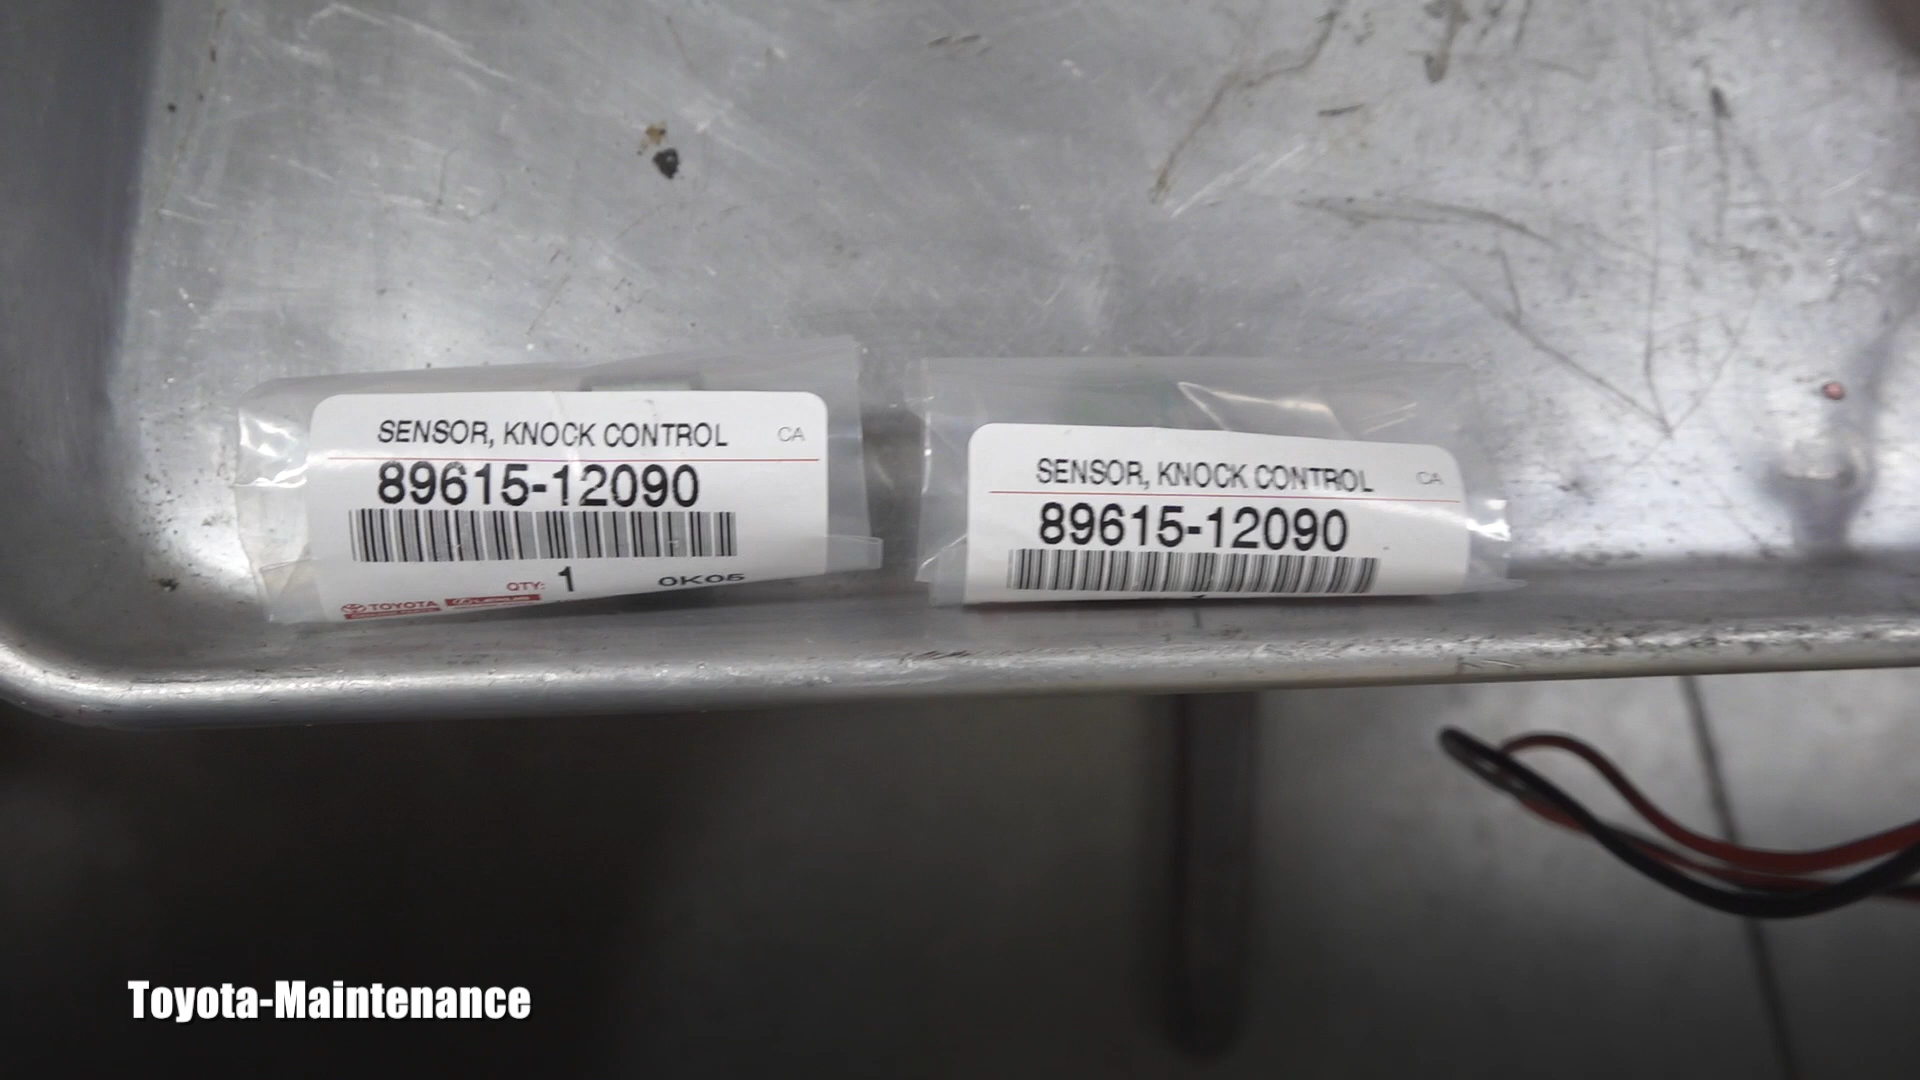 SENSOR, KNOCK CONTROL CA
89615-12090
QTY: 1 0K05
TOYOTA
SENSOR, KNOCK CONTROL CA
89615-12090
Toyota-Maintenance